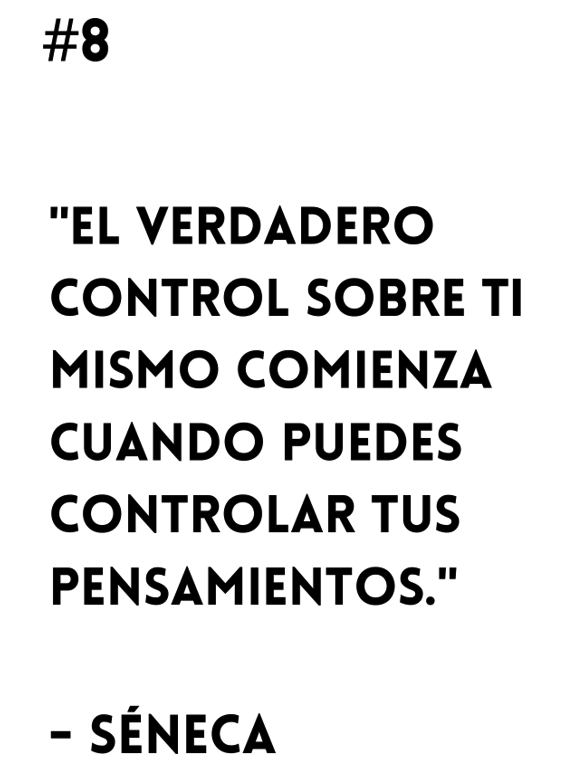 #8
"EL VERDADERO
CONTROL SOBRE TI
MISMO COMIENZA
CUANDO PUEDES
CONTROLAR TUS
PENSAMIENTOS."
- SÉNECA